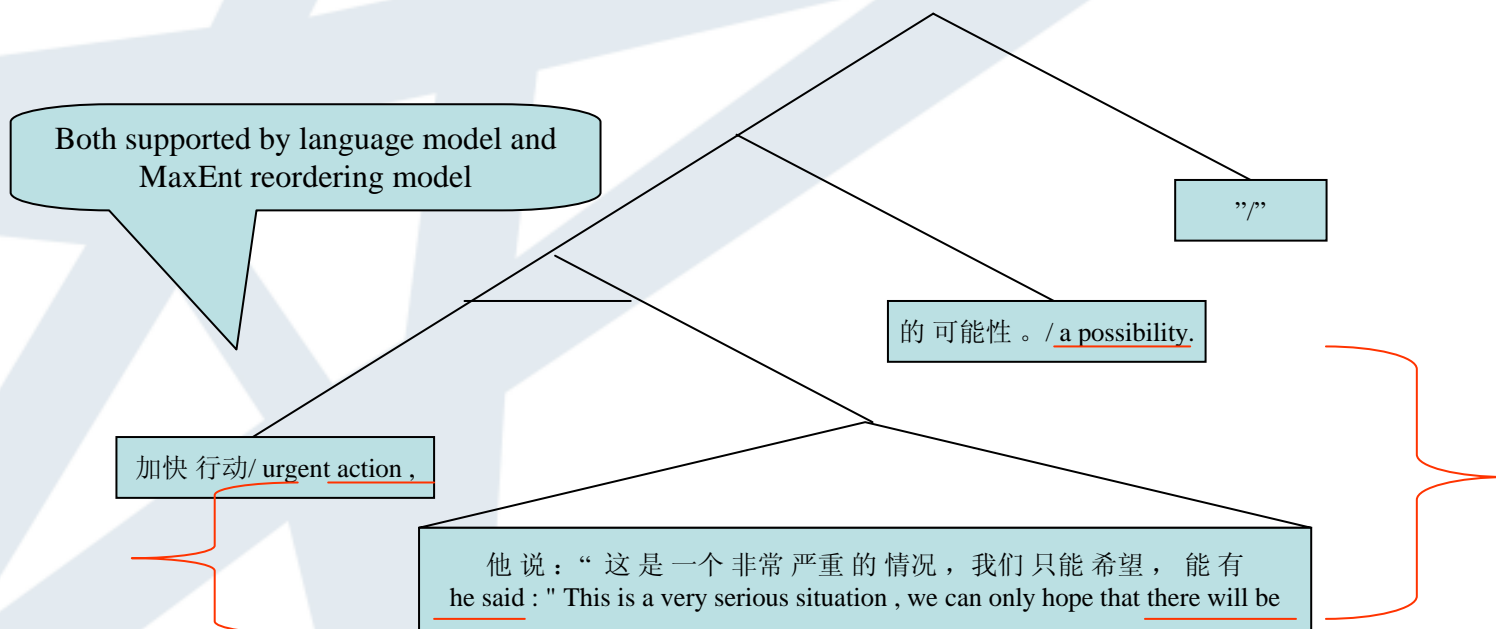 Both supported by language model and
MaxEnt reordering model
”/”
的 可能性 。/ a possibility.
加快 行动/ urgent action ,
他 说 ：“ 这 是 一个 非常 严重 的 情况 ，我们 只能 希望 ， 能 有
he said : " This is a very serious situation , we can only hope that there will be